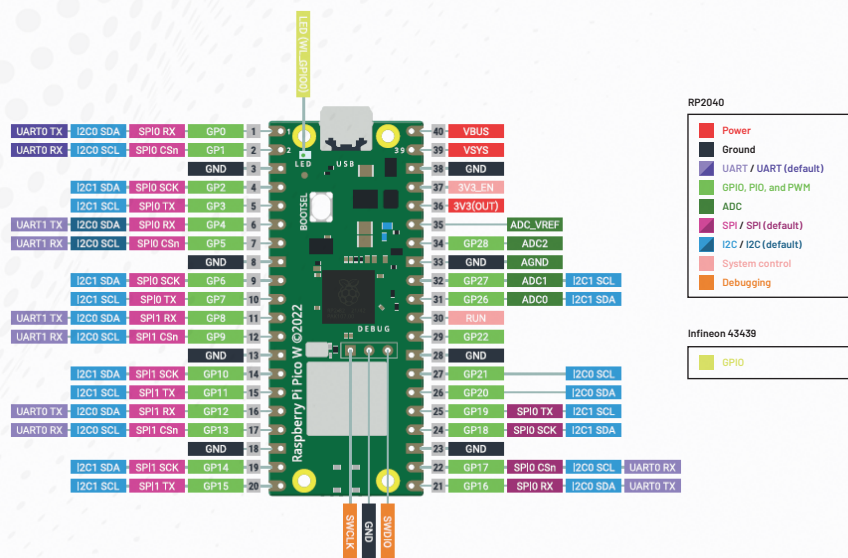 LED (WL_GPIO0)
UART0 TX I2C0 SDA SPI0 RX GP0 1
UART0 RX I2C0 SCL SPI0 CSn GP1 2
GND 3
I2C1 SDA SPI0 SCK GP2 4
I2C1 SCL SPI0 TX GP3 5
UART1 TX I2C0 SDA SPI0 RX GP4 6
UART1 RX I2C0 SCL SPI0 CSn GP5 7
GND 8
I2C1 SDA SPI0 SCK GP6 9
I2C1 SCL SPI0 TX GP7 10
UART1 TX I2C0 SDA SPI1 RX GP8 11
UART1 RX I2C0 SCL SPI1 CSn GP9 12
GND 13
I2C1 SDA SPI1 SCK GP10 14
I2C1 SCL SPI1 TX GP11 15
UART0 TX I2C0 SDA SPI1 RX GP12 16
UART0 RX I2C0 SCL SPI1 CSn GP13 17
GND 18
I2C1 SDA SPI1 SCK GP14 19
I2C1 SCL SPI1 TX GP15 20
1
2
39
LED
USB
BOOTSEL
DEBUG
Raspberry Pi Pico W ©2022
40 VBUS
39 VSYS
38 GND
37 3V3_EN
36 3V3(OUT)
35 ADC_VREF
34 GP28 ADC2
33 GND AGND
32 GP27 ADC1 I2C1 SCL
31 GP26 ADC0 I2C1 SDA
30 RUN
29 GP22
28 GND
27 GP21 I2C0 SCL
26 GP20 I2C0 SDA
25 GP19 SPI0 TX I2C1 SCL
24 GP18 SPI0 SCK I2C1 SDA
23 GND
22 GP17 SPI0 CSn I2C0 SCL UART0 RX
21 GP16 SPI0 RX I2C0 SDA UART0 TX
SWCLK
GND
SWDIO
RP2040
Power
Ground
UART / UART (default)
GPIO, PIO, and PWM
ADC
SPI / SPI (default)
I2C / I2C (default)
System control
Debugging
Infineon 43439
GPIO